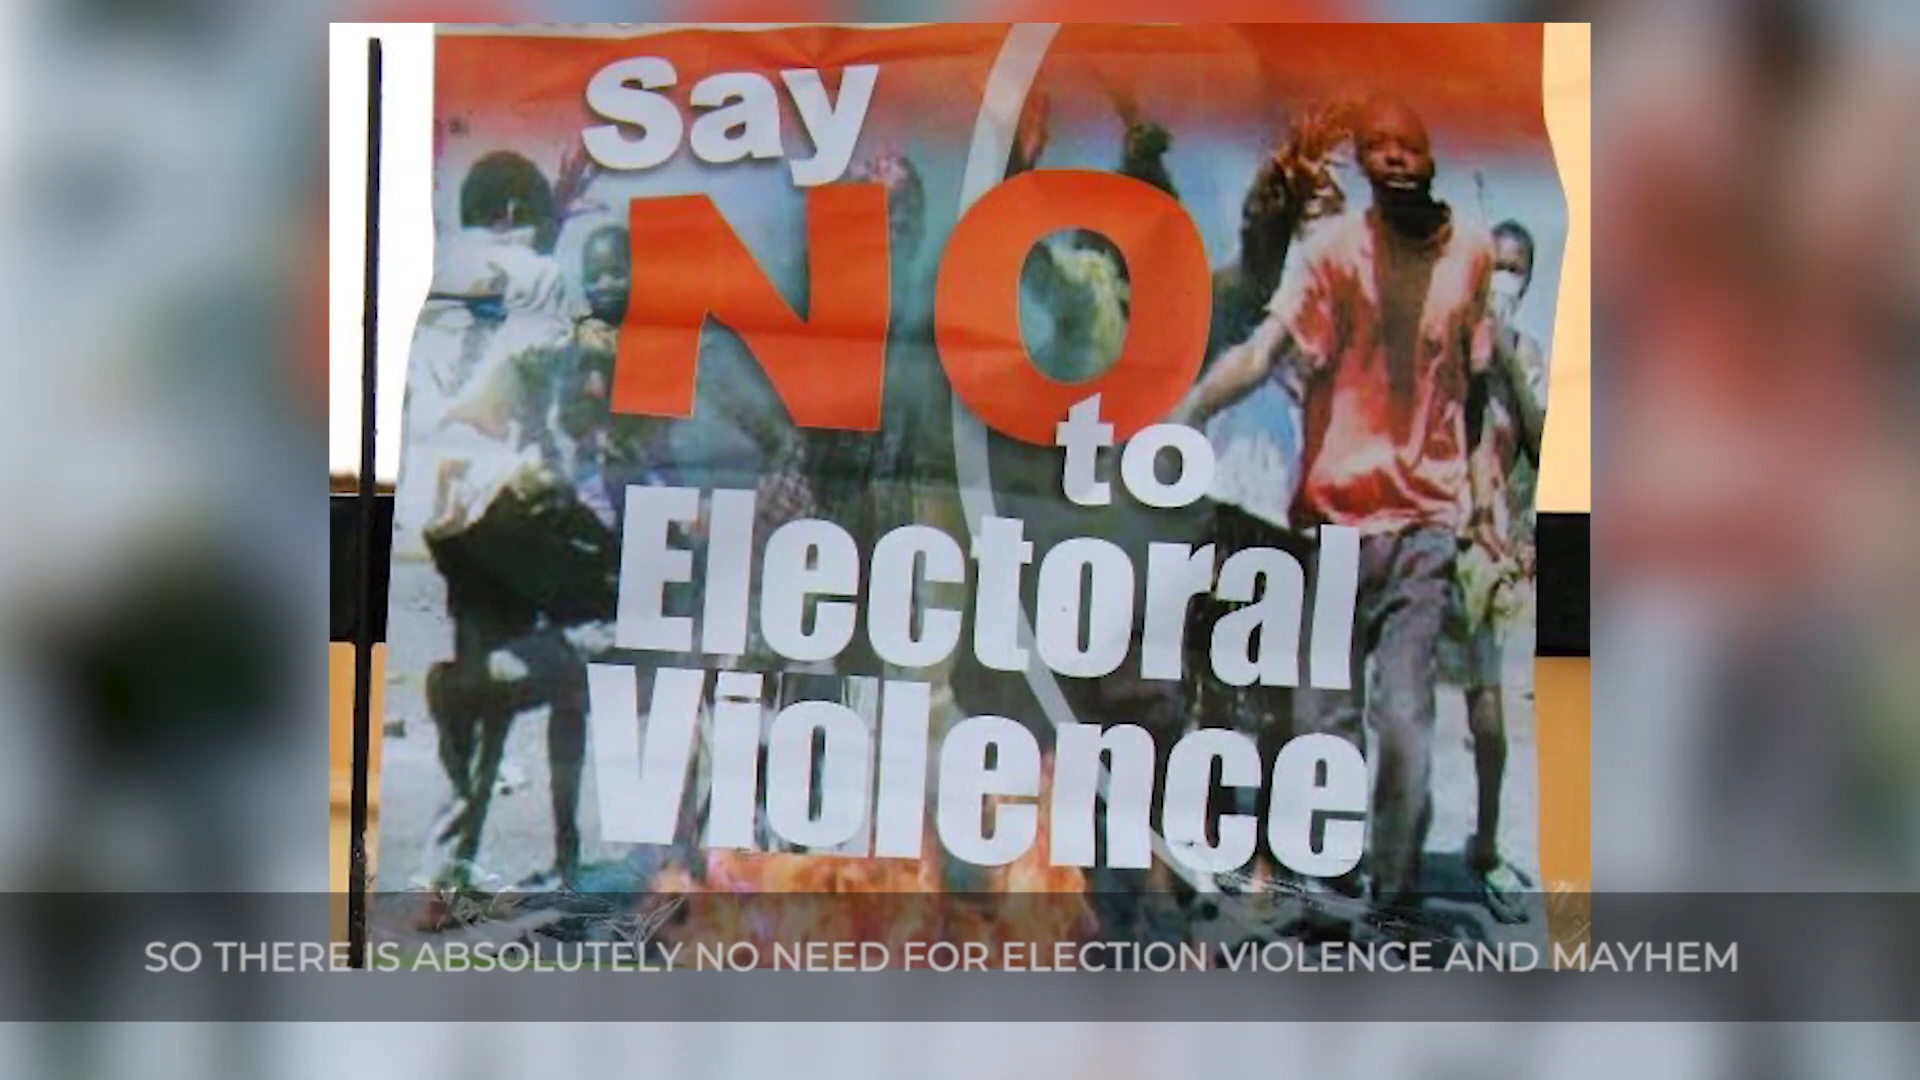 Say
NO
to
Electoral
Violence
SO THERE IS ABSOLUTELY NO NEED FOR ELECTION VIOLENCE AND MAYHEM